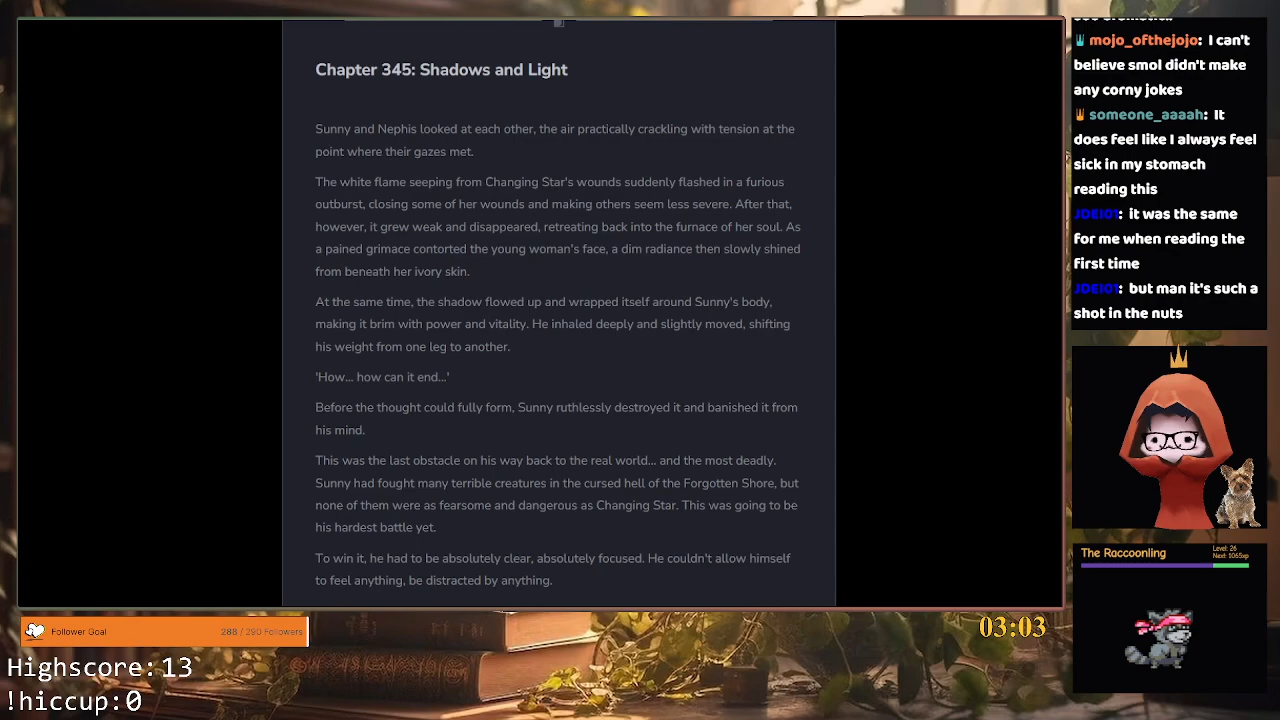 Chapter 345: Shadows and Light
Sunny and Nephis looked at each other, the air practically crackling with tension at the
point where their gazes met.
The white flame seeping from Changing Star's wounds suddenly flashed in a furious
outburst, closing some of her wounds and making others seem less severe. After that,
however, it grew weak and disappeared, retreating back into the furnace of her soul. As
a pained grimace contorted the young woman's face, a dim radiance then slowly shined
from beneath her ivory skin.
At the same time, the shadow flowed up and wrapped itself around Sunny's body,
making it brim with power and vitality. He inhaled deeply and slightly moved, shifting
his weight from one leg to another.
'How... how can it end...'
Before the thought could fully form, Sunny ruthlessly destroyed it and banished it from
his mind.
This was the last obstacle on his way back to the real world... and the most deadly.
Sunny had fought many terrible creatures in the cursed hell of the Forgotten Shore, but
none of them were as fearsome and dangerous as Changing Star. This was going to be
his hardest battle yet.
To win it, he had to be absolutely clear, absolutely focused. He couldn't allow himself
to feel anything, be distracted by anything.
mojo_ofthejojo: I can't
believe smol didn't make
any corny jokes
someone_aaaah: It
does feel like I always feel
sick in my stomach
reading this
JDEI01: it was the same
for me when reading the
first time
JDEI01: but man it's such a
shot in the nuts
The Raccoonling
Level: 26
Next: 1065xp
Follower Goal
288 / 290 Followers
03:03
Highscore:13
!hiccup:0